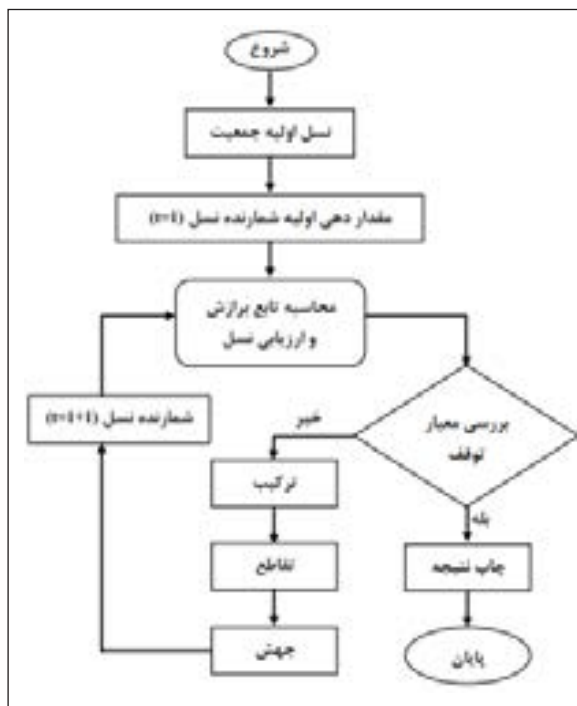 شروع
نسل اولیه جمعیت
مقدار دهی اولیه شمارنده نسل (t=1)
محاسبه تابع برازش
و ارزیابی نسل
بررسی معیار
توقف
خیر
بله
شمارنده نسل (t=1+1)
ترکیب
تقاطع
جهش
چاپ نتیجه
پایان